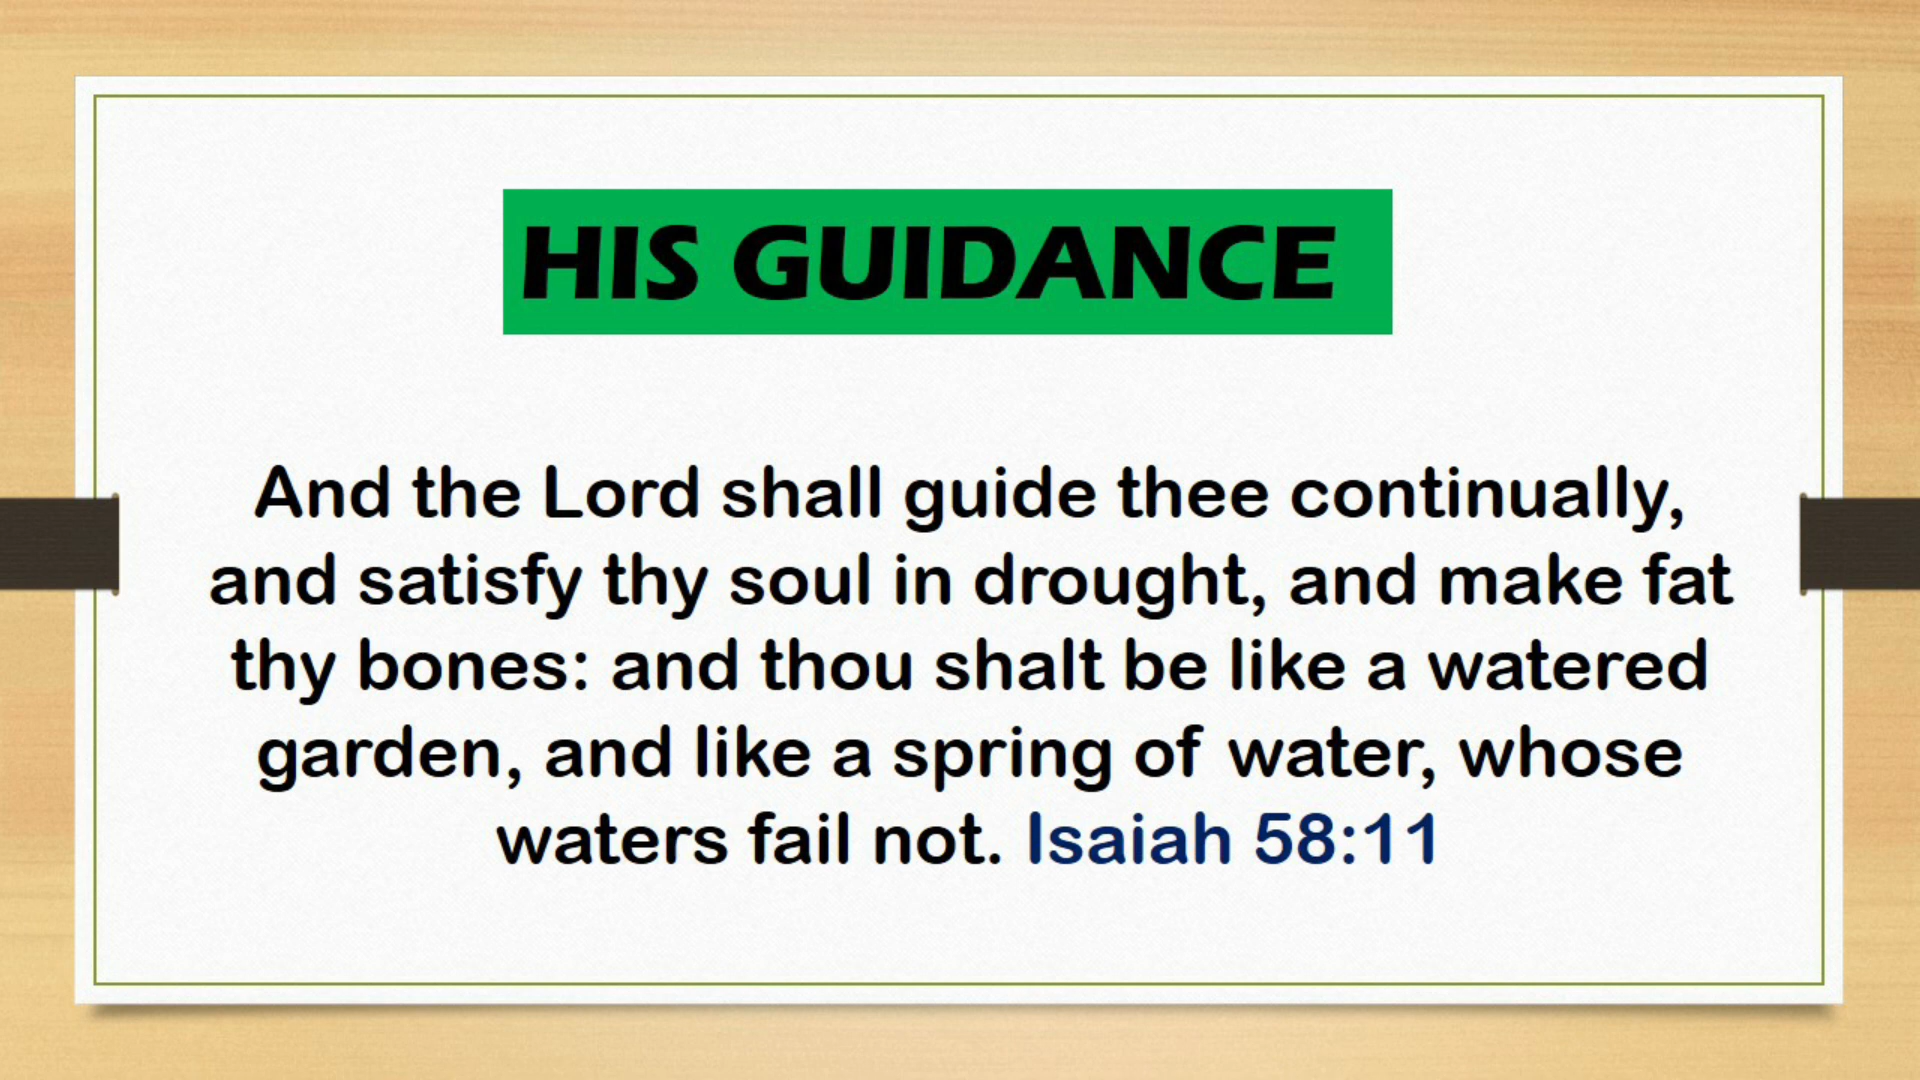 HIS GUIDANCE
And the Lord shall guide thee continually,
and satisfy thy soul in drought, and make fat
thy bones: and thou shalt be like a watered
garden, and like a spring of water, whose
waters fail not. Isaiah 58:11